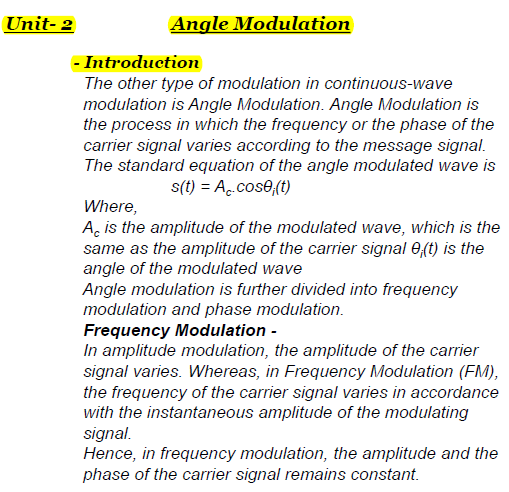 Unit- 2 Angle Modulation
- Introduction
The other type of modulation in continuous-wave
modulation is Angle Modulation. Angle Modulation is
the process in which the frequency or the phase of the
carrier signal varies according to the message signal.
The standard equation of the angle modulated wave is
s(t) = Ac.cosθi(t)
Where,
Ac is the amplitude of the modulated wave, which is the
same as the amplitude of the carrier signal θi(t) is the
angle of the modulated wave
Angle modulation is further divided into frequency
modulation and phase modulation.
Frequency Modulation -
In amplitude modulation, the amplitude of the carrier
signal varies. Whereas, in Frequency Modulation (FM),
the frequency of the carrier signal varies in accordance
with the instantaneous amplitude of the modulating
signal.
Hence, in frequency modulation, the amplitude and the
phase of the carrier signal remains constant.